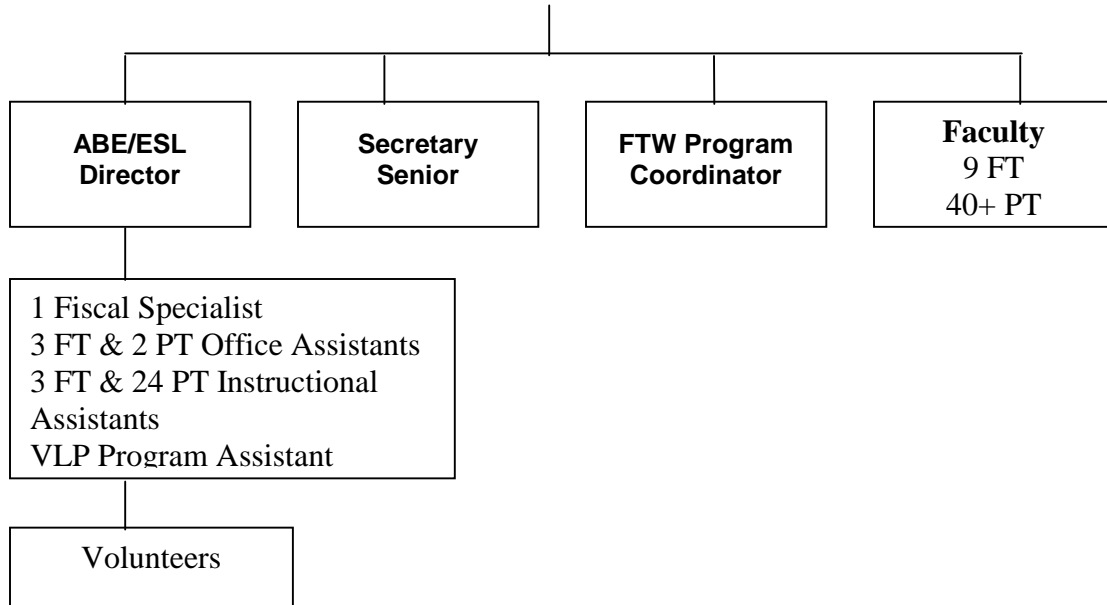 ABE/ESL
Director
Secretary
Senior
FTW Program
Coordinator
Faculty
9 FT
40+ PT
1 Fiscal Specialist
3 FT & 2 PT Office Assistants
3 FT & 24 PT Instructional
Assistants
VLP Program Assistant
Volunteers